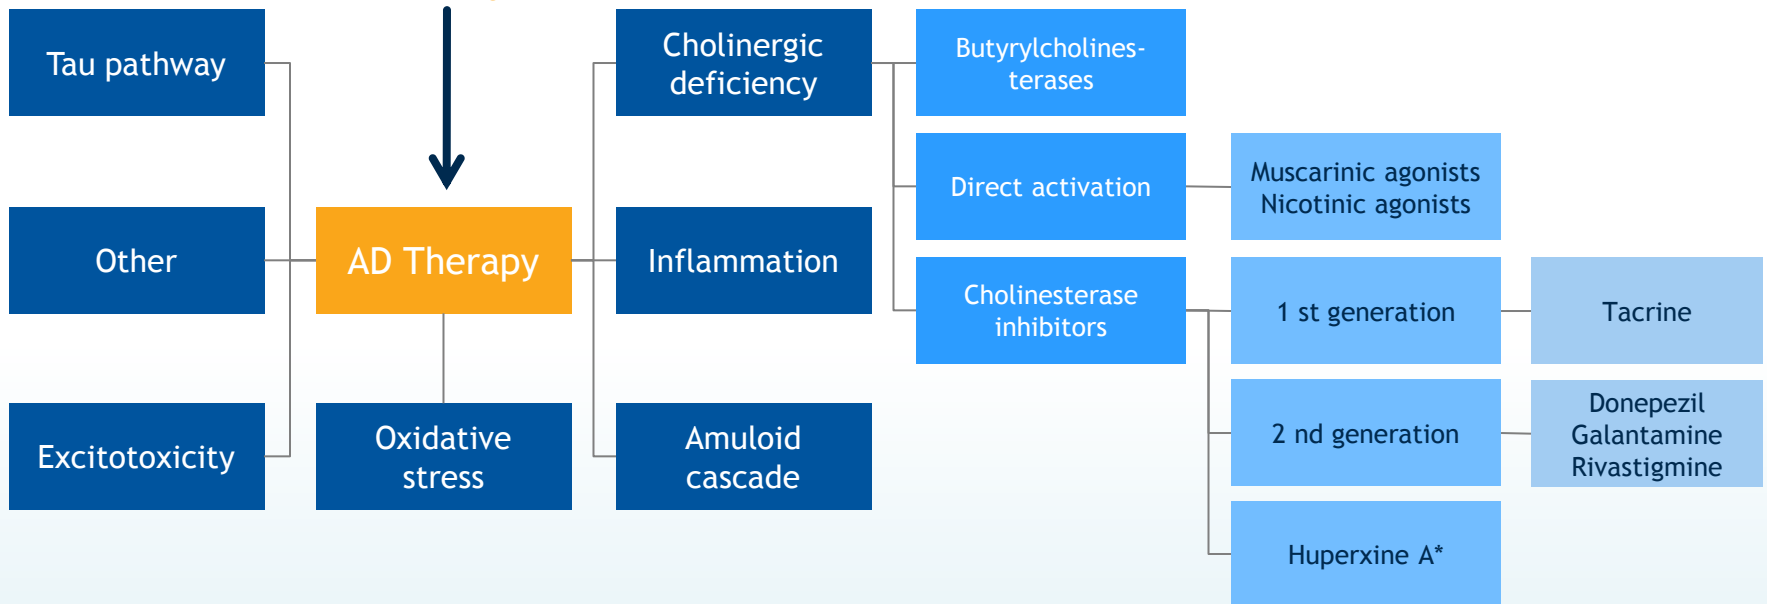 Tau pathway
Cholinergic
deficiency
Butyrylcholines-
terases
Direct activation
Muscarinic agonists
Nicotinic agonists
Other
AD Therapy
Inflammation
Cholinesterase
inhibitors
1 st generation
Tacrine
Excitotoxicity
Oxidative
stress
Amuloid
cascade
2 nd generation
Donepezil
Galantamine
Rivastigmine
Huperxine A*